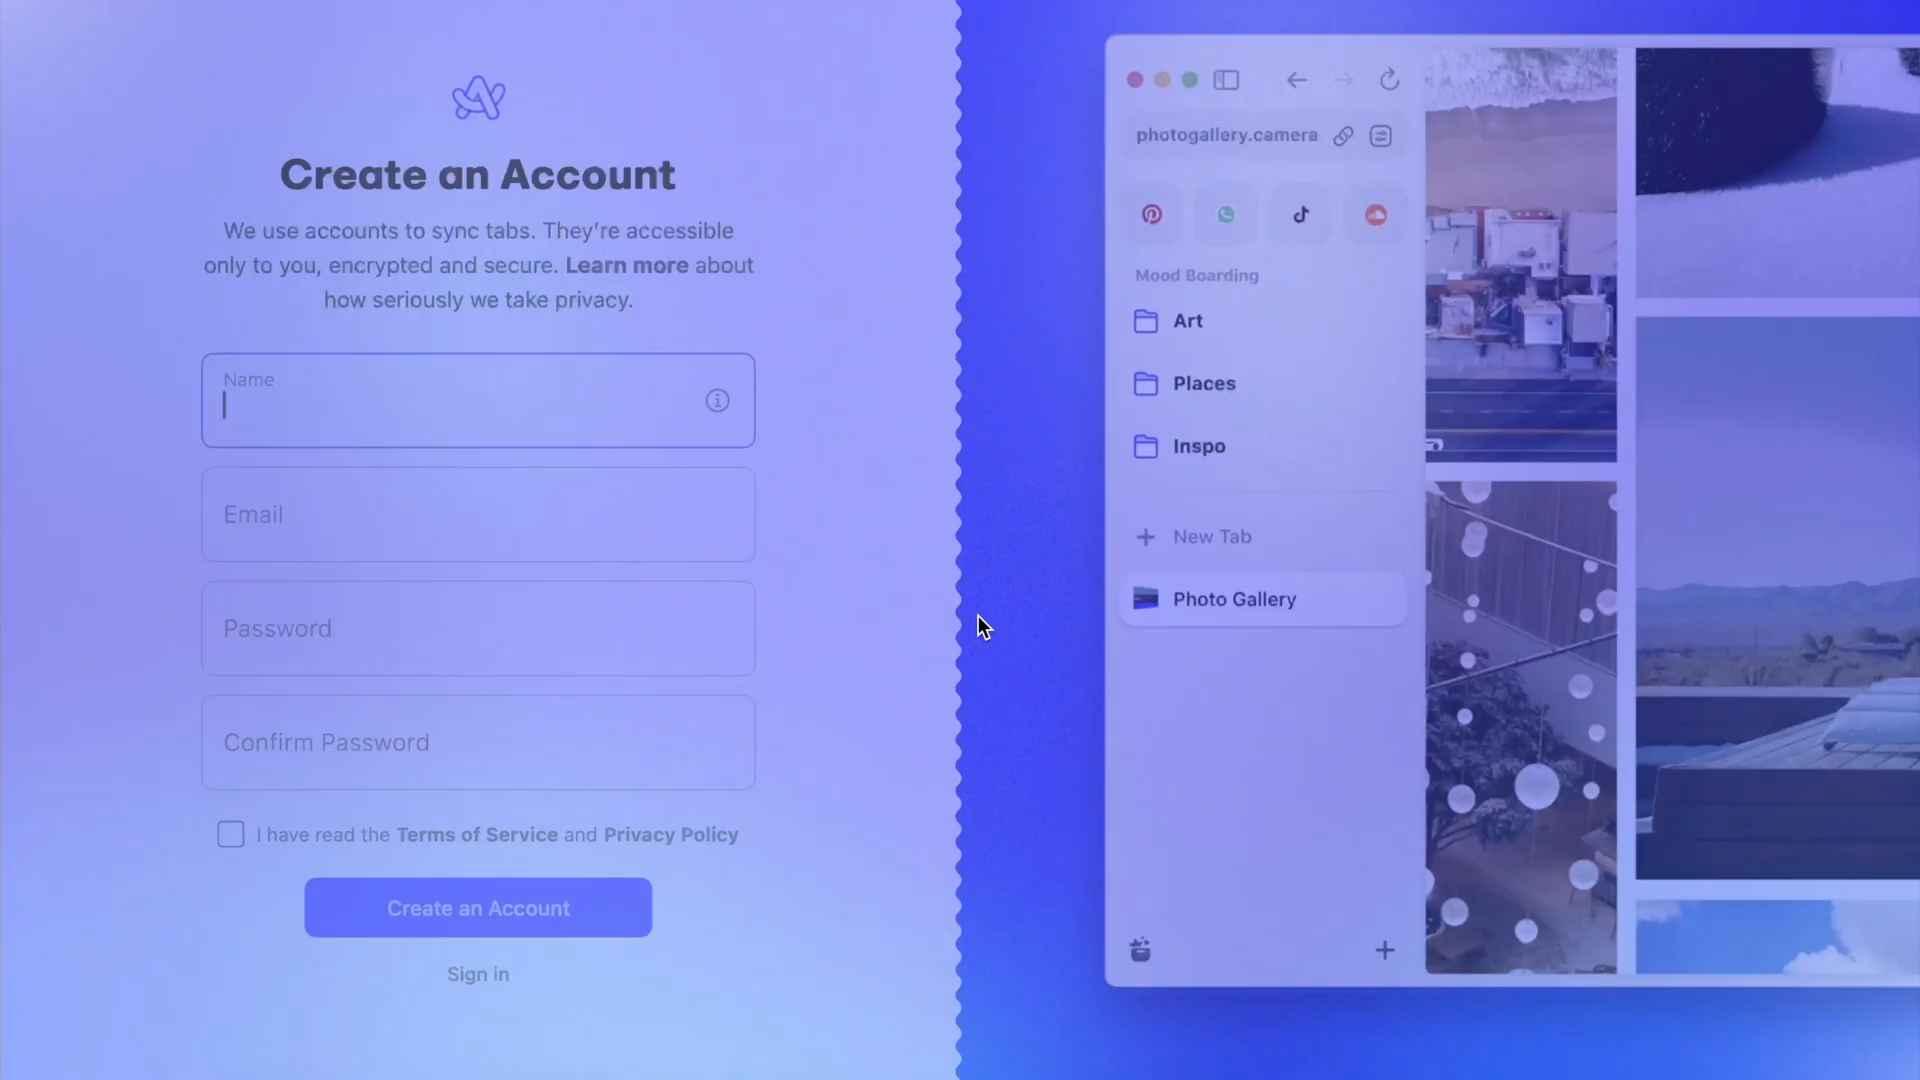 Create an Account
We use accounts to sync tabs. They’re accessible
only to you, encrypted and secure. Learn more about
how seriously we take privacy.
Name
Email
Password
Confirm Password
I have read the Terms of Service and Privacy Policy
Create an Account
Sign in
photogallery.camera
Mood Boarding
Art
Places
Inspo
New Tab
Photo Gallery